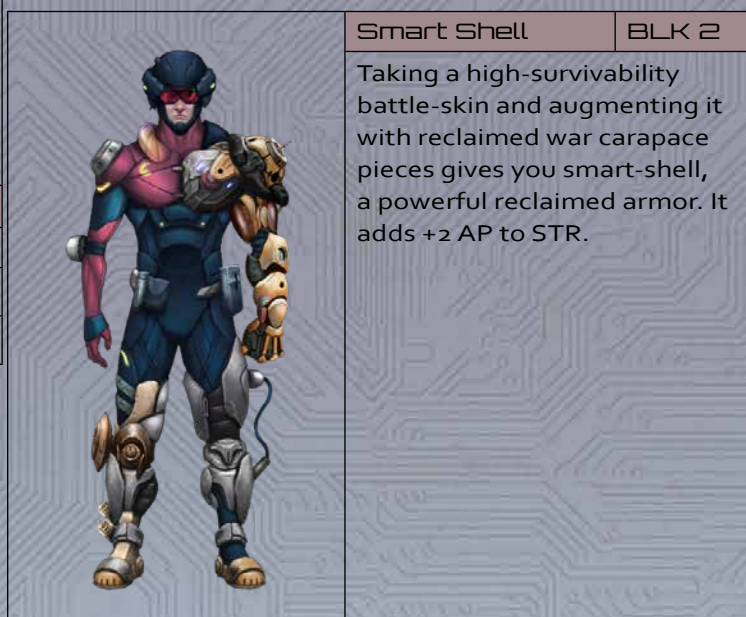 Smart Shell BLK 2
Taking a high-survivability
battle-skin and augmenting it
with reclaimed war carapace
pieces gives you smart-shell,
a powerful reclaimed armor. It
adds +2 AP to STR.